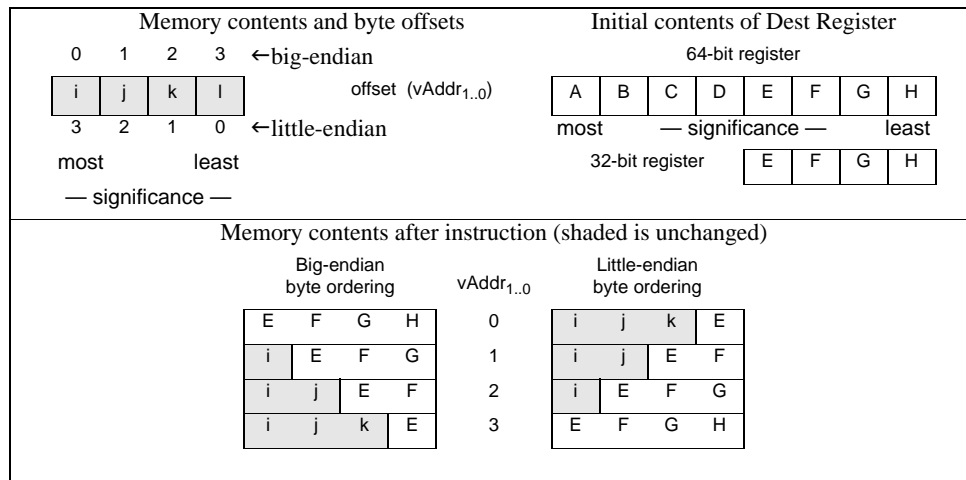 Memory contents and byte offsets
0 1 2 3 ←big-endian
i j k l offset (vAddr1..0)
3 2 1 0 ←little-endian
most least
— significance —
Initial contents of Dest Register
64-bit register
A B C D E F G H
most — significance — least
32-bit register E F G H
Memory contents after instruction (shaded is unchanged)
Big-endian
byte ordering
vAddr1..0
Little-endian
byte ordering
E F G H 0 i j k E
i E F G 1 i j E F
i j E F 2 i E F G
i j k E 3 E F G H